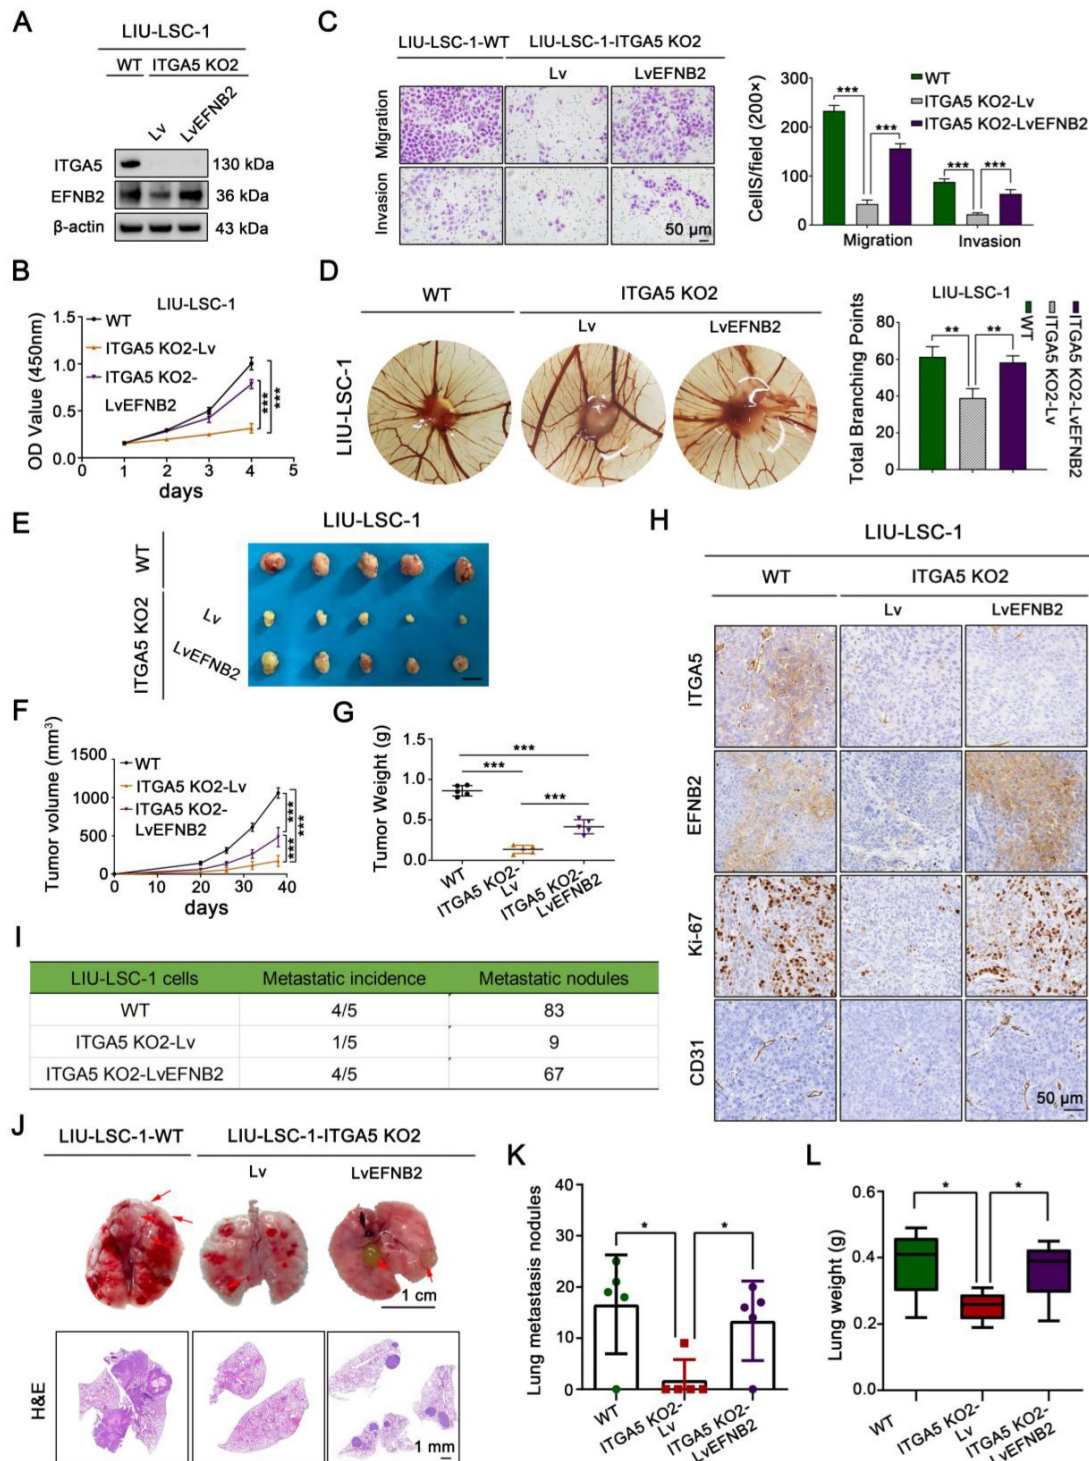 A
LIU-LSC-1
WT ITGA5 KO2
Lv
LvEFNB2
ITGA5 130 kDa
EFNB2 36 kDa
β-actin 43 kDa
B
LIU-LSC-1
OD Value (450nm)
1.5
1.0
0.5
0.0
0 1 2 3 4 5
days
WT
ITGA5 KO2-Lv
ITGA5 KO2-
LvEFNB2
***
***
C
LIU-LSC-1-WT LIU-LSC-1-ITGA5 KO2
Lv LvEFNB2
Migration
Invasion
50 µm
CellS/field (200×)
300
200
100
0
*** *** *** ***
Migration Invasion
WT
ITGA5 KO2-Lv
ITGA5 KO2-LvEFNB2
D
WT ITGA5 KO2
Lv LvEFNB2
LIU-LSC-1
LIU-LSC-1
Total Branching Points
80
60
40
20
0
** **
WT
ITGA5 KO2-Lv
ITGA5 KO2-LvEFNB2
E
LIU-LSC-1
WT
ITGA5 KO2
Lv
LvEFNB2
F
Tumor volume (mm³)
1500
1000
500
0
0 10 20 30 40
days
WT
ITGA5 KO2-Lv
ITGA5 KO2-
LvEFNB2
***
***
***
G
Tumor Weight (g)
1.5
1.0
0.5
0.0
***
***
***
WT
ITGA5 KO2-
Lv
ITGA5 KO2-
LvEFNB2
H
LIU-LSC-1
WT ITGA5 KO2
Lv LvEFNB2
ITGA5
EFNB2
Ki-67
CD31
50 µm
I
LIU-LSC-1 cells Metastatic incidence Metastatic nodules
WT 4/5 83
ITGA5 KO2-Lv 1/5 9
ITGA5 KO2-LvEFNB2 4/5 67
J
LIU-LSC-1-WT LIU-LSC-1-ITGA5 KO2
Lv LvEFNB2
1 cm
H&E
1 mm
K
Lung metastasis nodules
40
30
20
10
0
* *
WT
ITGA5 KO2-
Lv
ITGA5 KO2-
LvEFNB2
L
Lung weight (g)
0.6
0.4
0.2
0.0
* *
WT
ITGA5 KO2-
Lv
ITGA5 KO2-
LvEFNB2